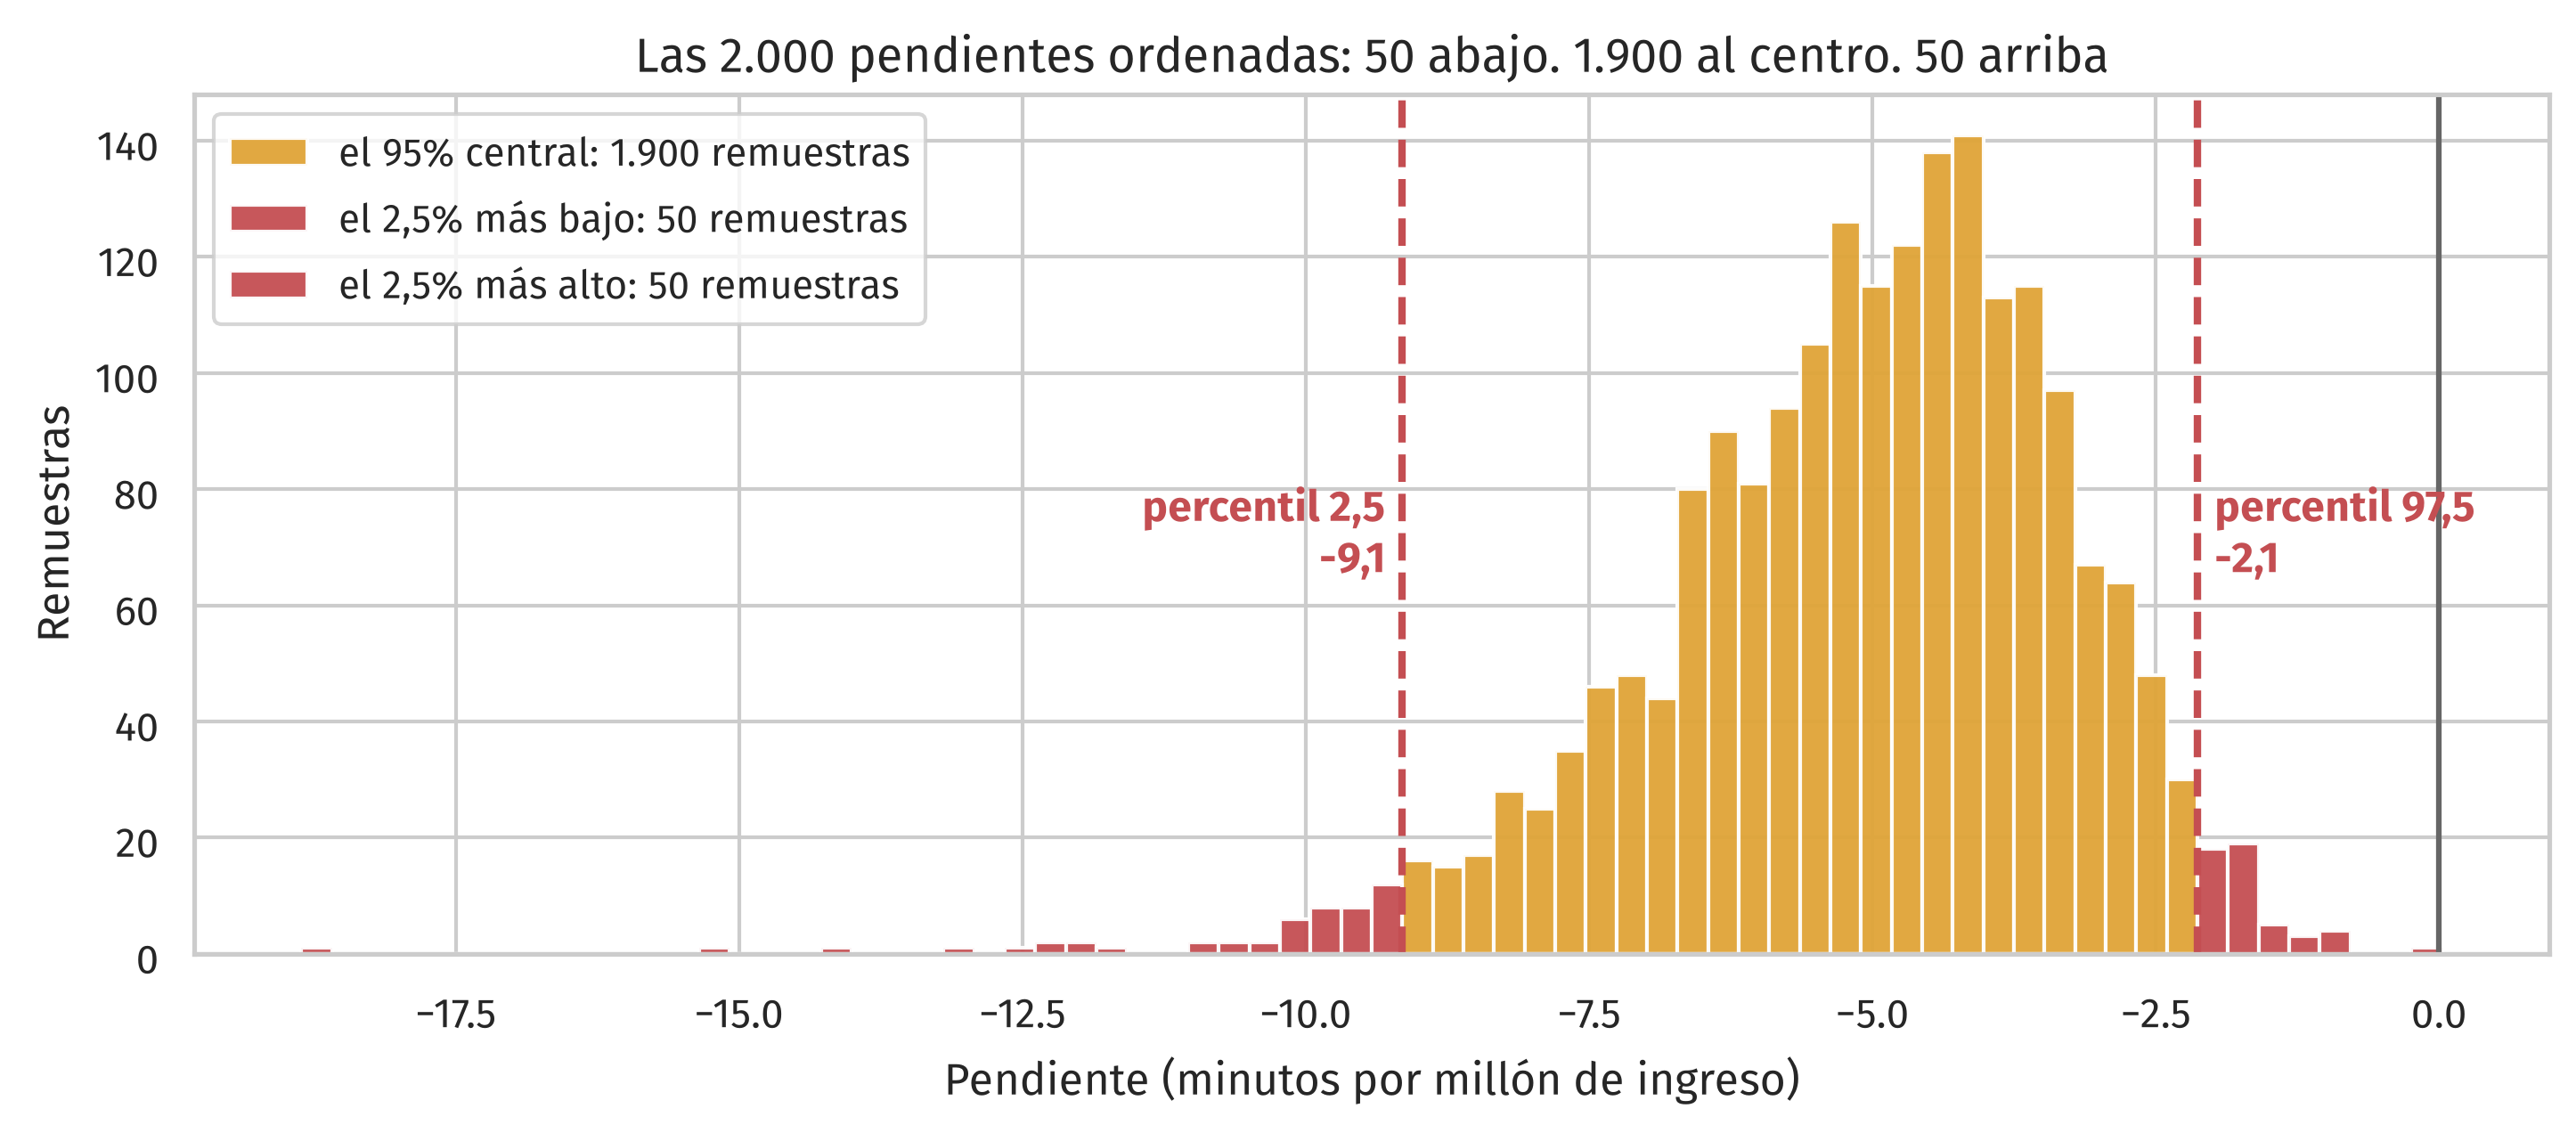 Las 2.000 pendientes ordenadas: 50 abajo. 1.900 al centro. 50 arriba
el 95% central: 1.900 remuestras
el 2,5% más bajo: 50 remuestras
el 2,5% más alto: 50 remuestras
140
120
100
80
60
40
20
0
Remuestras
percentil 2,5
-9,1
percentil 97,5
-2,1
−17.5 −15.0 −12.5 −10.0 −7.5 −5.0 −2.5 0.0
Pendiente (minutos por millón de ingreso)